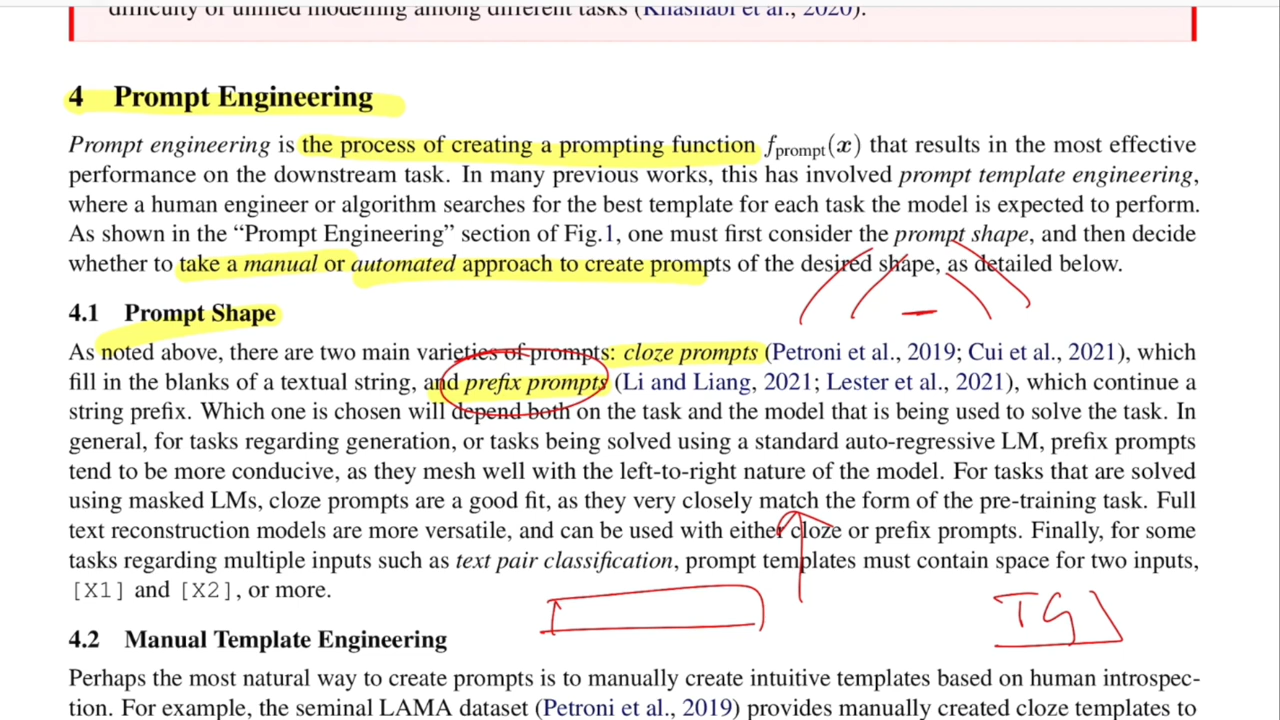 difficulty of unified modelling among different tasks (Khashabi et al., 2020).
4 Prompt Engineering
Prompt engineering is the process of creating a prompting function fprompt(x) that results in the most effective
performance on the downstream task. In many previous works, this has involved prompt template engineering,
where a human engineer or algorithm searches for the best template for each task the model is expected to perform.
As shown in the “Prompt Engineering” section of Fig.1, one must first consider the prompt shape, and then decide
whether to take a manual or automated approach to create prompts of the desired shape, as detailed below.
4.1 Prompt Shape
As noted above, there are two main varieties of prompts: cloze prompts (Petroni et al., 2019; Cui et al., 2021), which
fill in the blanks of a textual string, and prefix prompts (Li and Liang, 2021; Lester et al., 2021), which continue a
string prefix. Which one is chosen will depend both on the task and the model that is being used to solve the task. In
general, for tasks regarding generation, or tasks being solved using a standard auto-regressive LM, prefix prompts
tend to be more conducive, as they mesh well with the left-to-right nature of the model. For tasks that are solved
using masked LMs, cloze prompts are a good fit, as they very closely match the form of the pre-training task. Full
text reconstruction models are more versatile, and can be used with either cloze or prefix prompts. Finally, for some
tasks regarding multiple inputs such as text pair classification, prompt templates must contain space for two inputs,
[X1] and [X2], or more.
4.2 Manual Template Engineering
Perhaps the most natural way to create prompts is to manually create intuitive templates based on human introspec-
tion. For example, the seminal LAMA dataset (Petroni et al., 2019) provides manually created cloze templates to